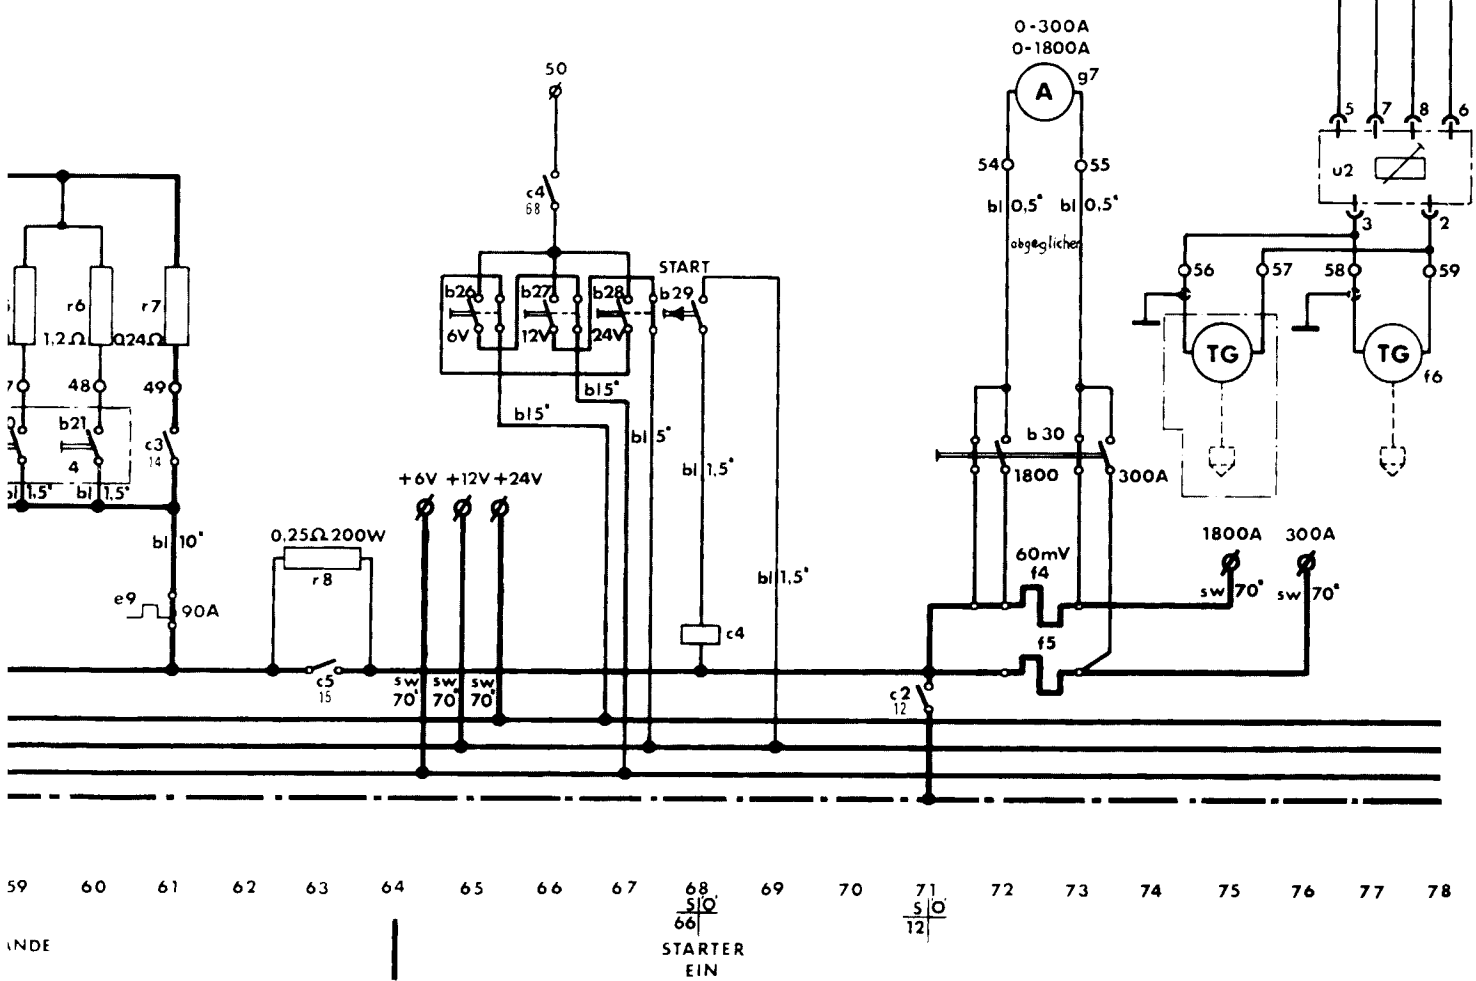 0-300A
0-1800A
g7
A
50
54
55
5
7
8
6
u2
c4
68
bl 0,5"
bl 0,5"
3
2
abgeglichen
START
56
57
58
59
b26
b27
b28
b29
r6
r7
6V
12V
24V
1,2Ω
0,24Ω
TG
TG
f6
7
48
49
bl 5"
bl 5"
bl 5"
b21
4
c3
14
b30
1800
300A
bl 1,5"
bl 1,5"
bl 1,5"
+6V
+12V
+24V
bl 10"
0,25Ω 200W
r8
1800A
300A
60mV
f4
bl 1,5"
sw 70"
sw 70"
e9
90A
c4
f5
c5
15
sw 70"
sw 70"
sw 70"
c2
12
59 60 61 62 63 64 65 66 67 68 69 70 71 72 73 74 75 76 77 78
S Ö
66
S Ö
12
STARTER
EIN